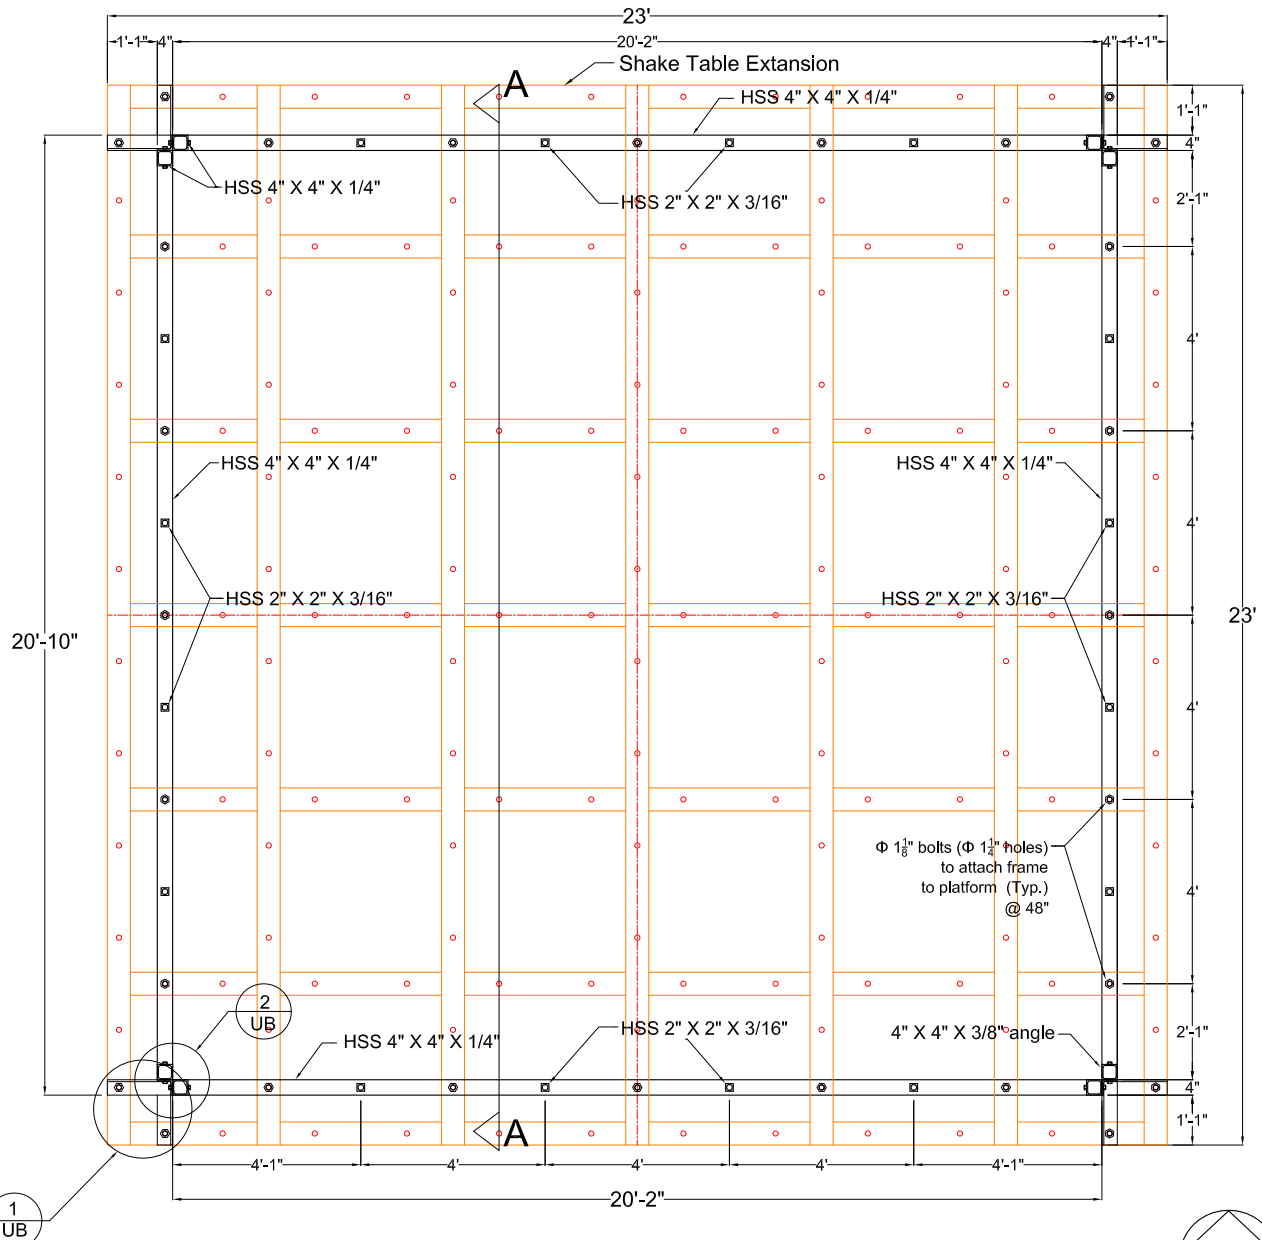 23'
1'-1" 4" 20'-2" 4" 1'-1"
Shake Table Extansion
A
HSS 4" X 4" X 1/4"
1'-1"
4"
HSS 4" X 4" X 1/4"
HSS 2" X 2" X 3/16"
2'-1"
4'
HSS 4" X 4" X 1/4"
HSS 4" X 4" X 1/4"
4'
HSS 2" X 2" X 3/16"
HSS 2" X 2" X 3/16"
20'-10"
23'
4'
Φ 1 1/8" bolts (Φ 1 1/4" holes)
to attach frame
to platform (Typ.)
@ 48"
4'
2
UB
HSS 4" X 4" X 1/4"
HSS 2" X 2" X 3/16"
4" X 4" X 3/8" angle
2'-1"
4"
1'-1"
A
4'-1" 4' 4' 4' 4'-1"
20'-2"
1
UB